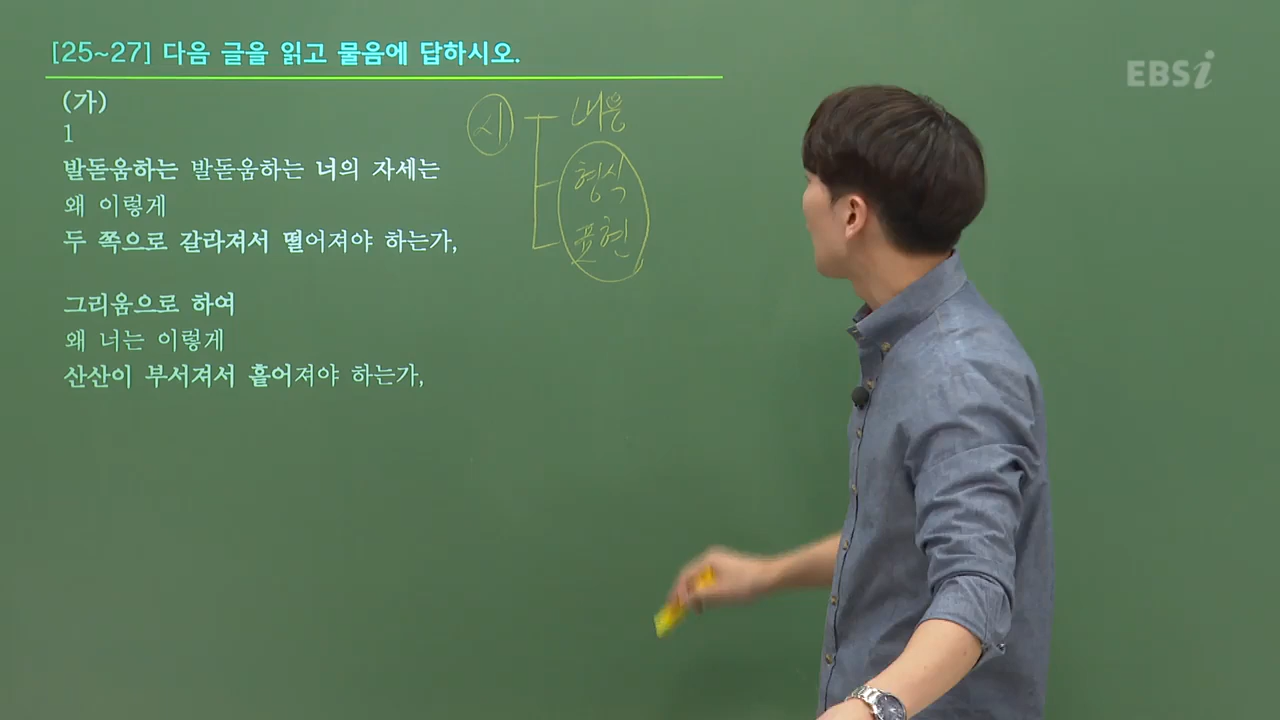 [25~27] 다음 글을 읽고 물음에 답하시오.
EBSi
(가)
1
발돋움하는 발돋움하는 너의 자세는
왜 이렇게
두 쪽으로 갈라져서 떨어져야 하는가,
그리움으로 하여
왜 너는 이렇게
산산이 부서져서 흩어져야 하는가,
시
내용
형식
표현